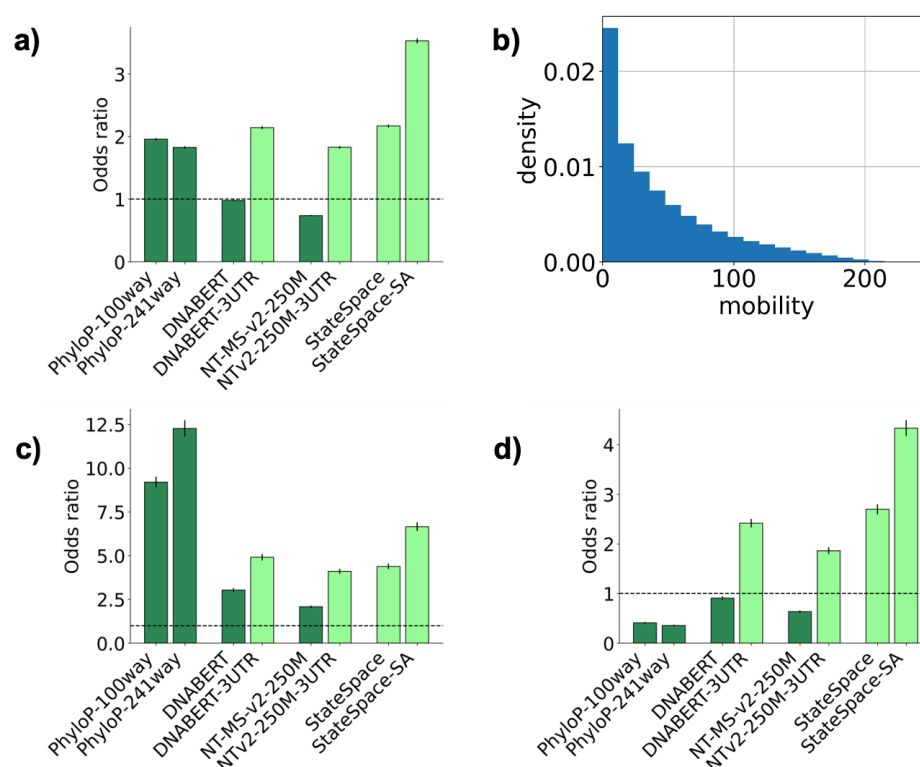 a)
Odds ratio
3
2
1
0
PhyloP-100way
PhyloP-241way
DNABERT
DNABERT-3UTR
NT-MS-v2-250M
NTv2-250M-3UTR
StateSpace
StateSpace-SA
b)
density
0.02
0.01
0.00
0
100
200
mobility
c)
Odds ratio
12.5
10.0
7.5
5.0
2.5
0.0
PhyloP-100way
PhyloP-241way
DNABERT
DNABERT-3UTR
NT-MS-v2-250M
NTv2-250M-3UTR
StateSpace
StateSpace-SA
d)
Odds ratio
4
3
2
1
0
PhyloP-100way
PhyloP-241way
DNABERT
DNABERT-3UTR
NT-MS-v2-250M
NTv2-250M-3UTR
StateSpace
StateSpace-SA